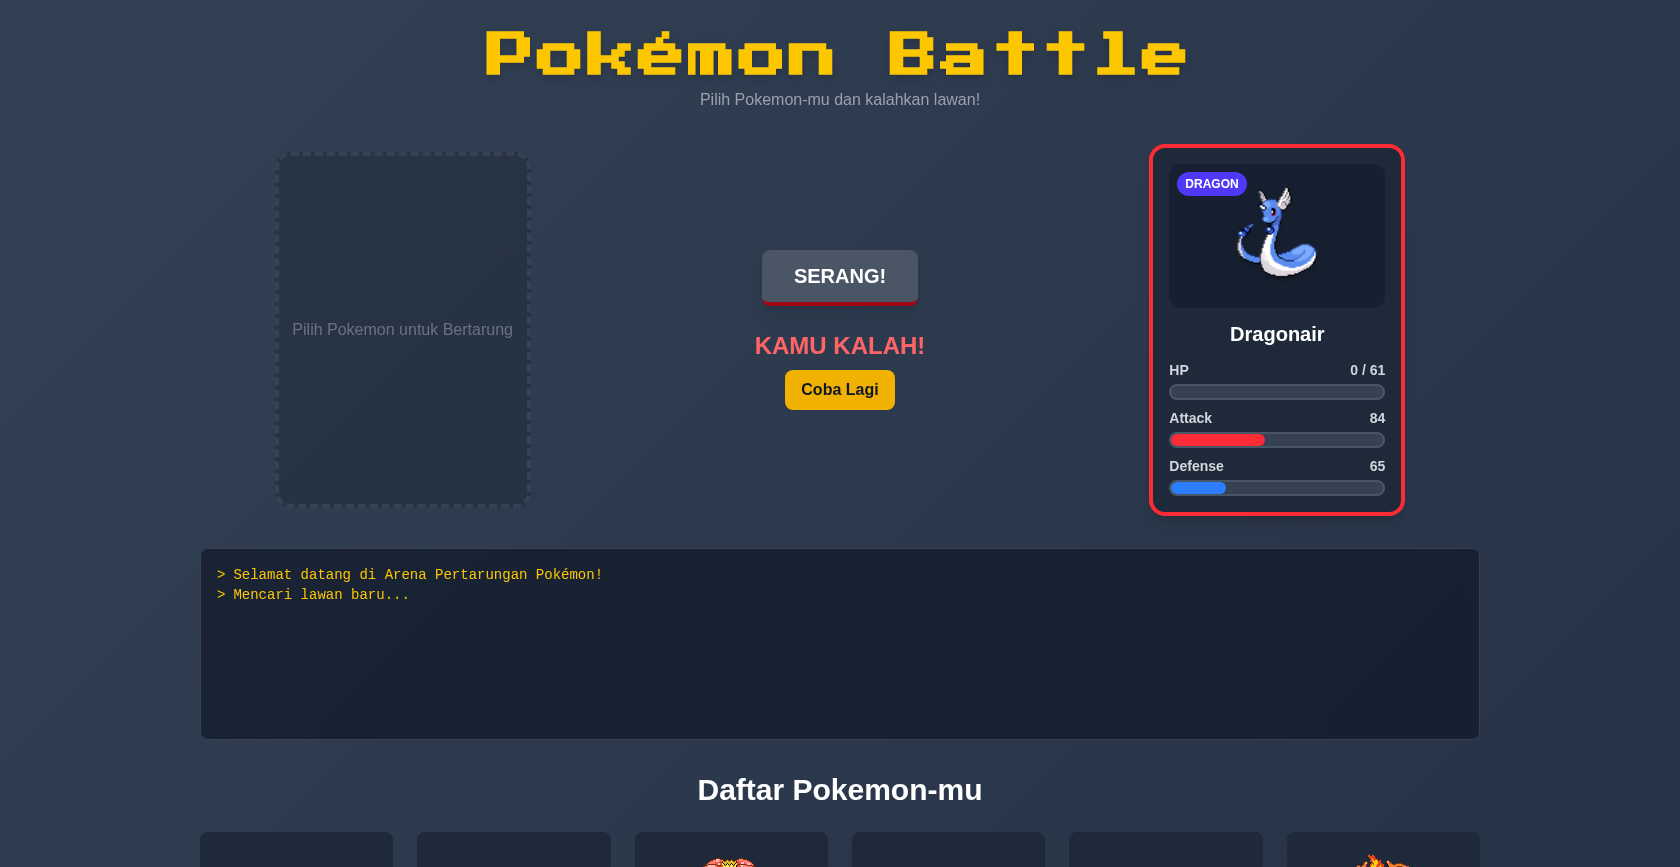 Pokémon Battle
Pilih Pokemon-mu dan kalahkan lawan!
Pilih Pokemon untuk Bertarung
SERANG!
KAMU KALAH!
Coba Lagi
DRAGON
Dragonair
HP 0 / 61
Attack 84
Defense 65
> Selamat datang di Arena Pertarungan Pokémon!
> Mencari lawan baru...
Daftar Pokemon-mu